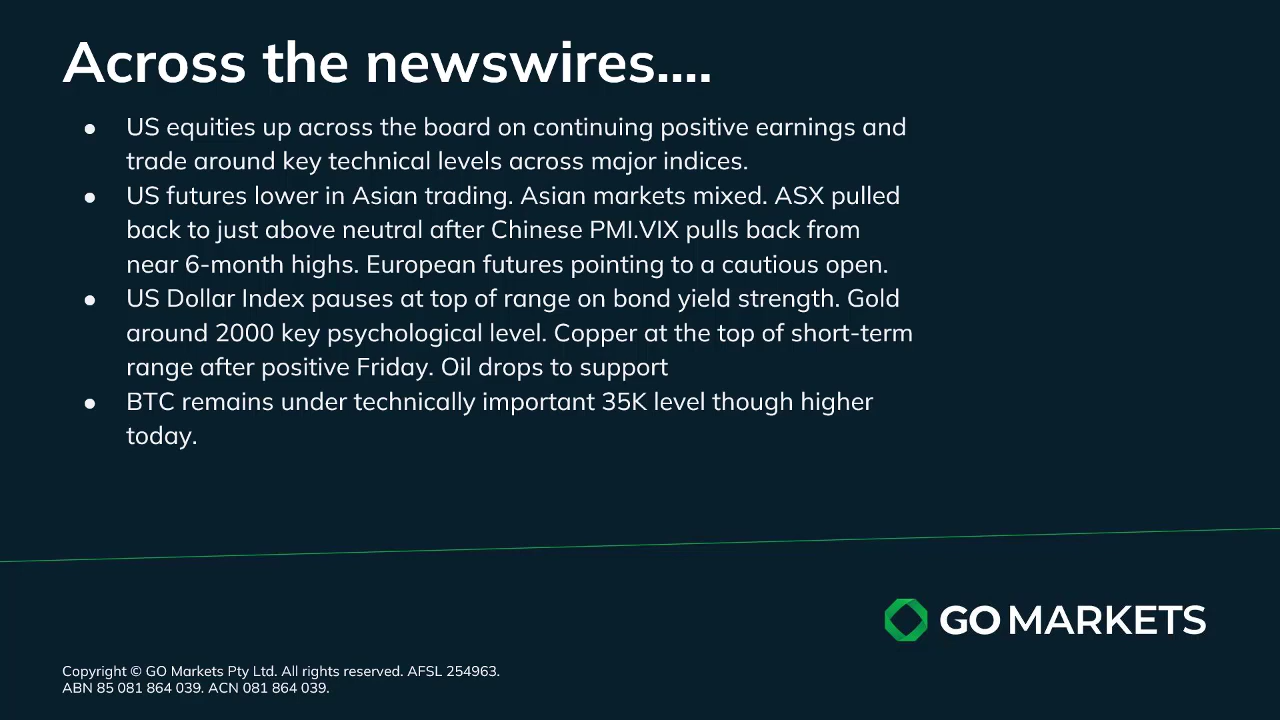 Across the newswires....
● US equities up across the board on continuing positive earnings and
trade around key technical levels across major indices.
● US futures lower in Asian trading. Asian markets mixed. ASX pulled
back to just above neutral after Chinese PMI.VIX pulls back from
near 6-month highs. European futures pointing to a cautious open.
● US Dollar Index pauses at top of range on bond yield strength. Gold
around 2000 key psychological level. Copper at the top of short-term
range after positive Friday. Oil drops to support
● BTC remains under technically important 35K level though higher
today.
GO MARKETS
Copyright © GO Markets Pty Ltd. All rights reserved. AFSL 254963.
ABN 85 081 864 039. ACN 081 864 039.